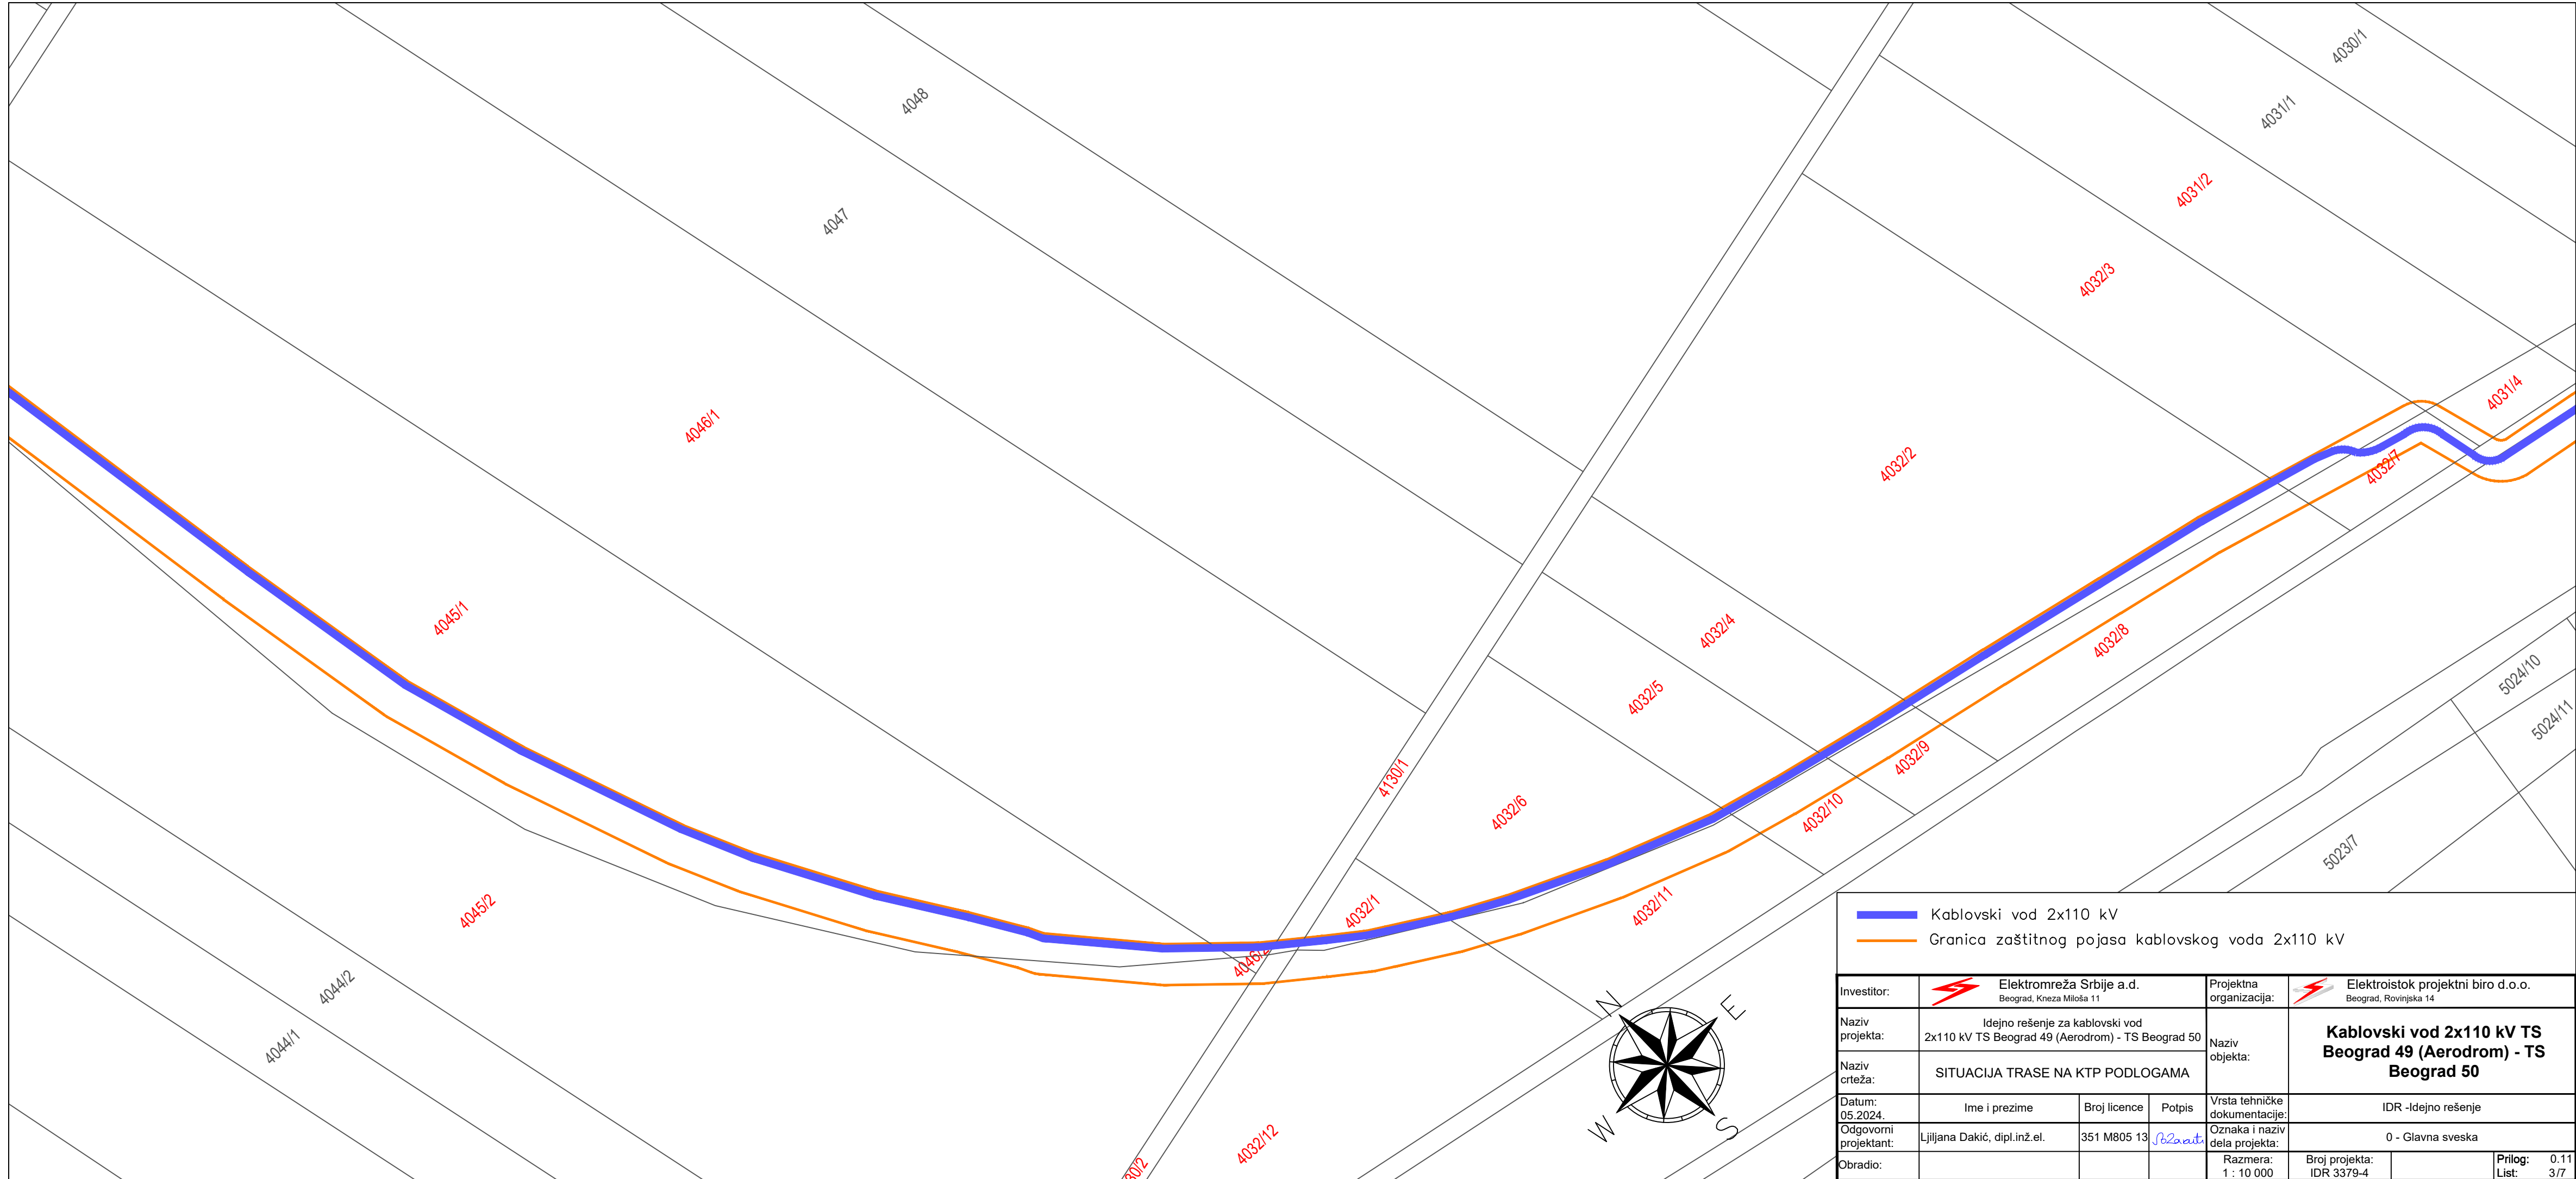 4030/1
4048
4031/1
4031/2
4047
4032/3
4031/4
4046/1
4032/2
4032/7
4045/1
4032/4
4032/8
5024/10
4032/5
5024/11
4130/1
4032/9
4032/6
4032/10
5023/7
4045/2
4032/1
4032/11
4046/2
4044/2
4044/1
4032/12
30/2
N
E
W
S
Kablovski vod 2x110 kV
Granica zaštitnog pojasa kablovskog voda 2x110 kV
Investitor:
Elektromreža Srbije a.d.
Beograd, Kneza Miloša 11
Projektna
organizacija:
Elektroistok projektni biro d.o.o.
Beograd, Rovinjska 14
Naziv
projekta:
Idejno rešenje za kablovski vod
2x110 kV TS Beograd 49 (Aerodrom) - TS Beograd 50
Naziv
objekta:
Kablovski vod 2x110 kV TS
Beograd 49 (Aerodrom) - TS
Beograd 50
Naziv
crteža:
SITUACIJA TRASE NA KTP PODLOGAMA
Datum:
05.2024.
Ime i prezime
Broj licence
Potpis
Vrsta tehničke
dokumentacije:
IDR -Idejno rešenje
Odgovorni
projektant:
Ljiljana Dakić, dipl.inž.el.
351 M805 13
Oznaka i naziv
dela projekta:
0 - Glavna sveska
Obradio:
Razmera:
1 : 10 000
Broj projekta:
IDR 3379-4
Prilog: 0.11
List: 3/7